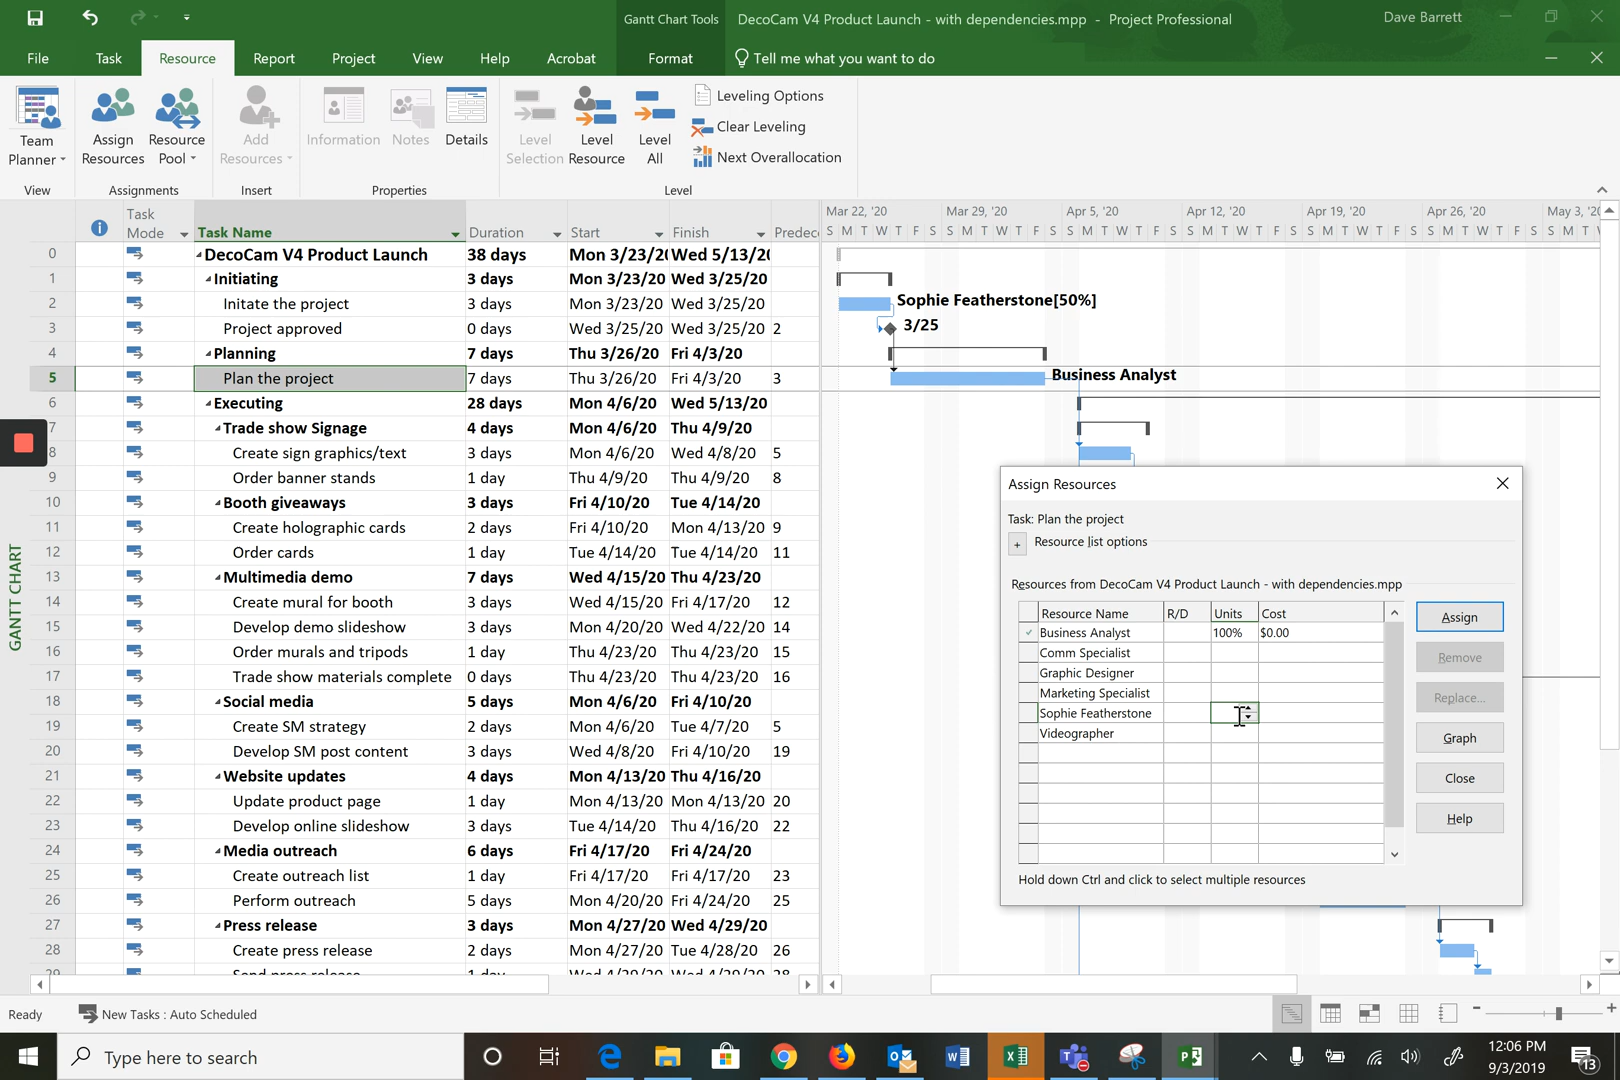 Gantt Chart Tools
DecoCam V4 Product Launch - with dependencies.mpp - Project Professional
Dave Barrett
File Task Resource Report Project View Help Acrobat Format Tell me what you want to do
Team Planner
Assign Resources
Resource Pool
Add Resources
Information
Notes
Details
Level Selection
Level Resource
Level All
Leveling Options
Clear Leveling
Next Overallocation
View
Assignments
Insert
Properties
Level
Task Mode
Task Name
Duration
Start
Finish
Predec
Mar 22, '20 Mar 29, '20 Apr 5, '20 Apr 12, '20 Apr 19, '20 Apr 26, '20 May 3, '20
S M T W T F S S M T W T F S S M T W T F S S M T W T F S S M T W T F S S M T W T F S S M T W
0 DecoCam V4 Product Launch 38 days Mon 3/23/20 Wed 5/13/20
1 Initiating 3 days Mon 3/23/20 Wed 3/25/20
2 Initate the project 3 days Mon 3/23/20 Wed 3/25/20
Sophie Featherstone[50%]
3 Project approved 0 days Wed 3/25/20 Wed 3/25/20 2
3/25
4 Planning 7 days Thu 3/26/20 Fri 4/3/20
5 Plan the project 7 days Thu 3/26/20 Fri 4/3/20 3
Business Analyst
6 Executing 28 days Mon 4/6/20 Wed 5/13/20
7 Trade show Signage 4 days Mon 4/6/20 Thu 4/9/20
8 Create sign graphics/text 3 days Mon 4/6/20 Wed 4/8/20 5
9 Order banner stands 1 day Thu 4/9/20 Thu 4/9/20 8
10 Booth giveaways 3 days Fri 4/10/20 Tue 4/14/20
11 Create holographic cards 2 days Fri 4/10/20 Mon 4/13/20 9
12 Order cards 1 day Tue 4/14/20 Tue 4/14/20 11
13 Multimedia demo 7 days Wed 4/15/20 Thu 4/23/20
14 Create mural for booth 3 days Wed 4/15/20 Fri 4/17/20 12
15 Develop demo slideshow 3 days Mon 4/20/20 Wed 4/22/20 14
16 Order murals and tripods 1 day Thu 4/23/20 Thu 4/23/20 15
17 Trade show materials complete 0 days Thu 4/23/20 Thu 4/23/20 16
18 Social media 5 days Mon 4/6/20 Fri 4/10/20
19 Create SM strategy 2 days Mon 4/6/20 Tue 4/7/20 5
20 Develop SM post content 3 days Wed 4/8/20 Fri 4/10/20 19
21 Website updates 4 days Mon 4/13/20 Thu 4/16/20
22 Update product page 1 day Mon 4/13/20 Mon 4/13/20 20
23 Develop online slideshow 3 days Tue 4/14/20 Thu 4/16/20 22
24 Media outreach 6 days Fri 4/17/20 Fri 4/24/20
25 Create outreach list 1 day Fri 4/17/20 Fri 4/17/20 23
26 Perform outreach 5 days Mon 4/20/20 Fri 4/24/20 25
27 Press release 3 days Mon 4/27/20 Wed 4/29/20
28 Create press release 2 days Mon 4/27/20 Tue 4/28/20 26
GANTT CHART
Assign Resources
Task: Plan the project
+ Resource list options
Resources from DecoCam V4 Product Launch - with dependencies.mpp
Resource Name R/D Units Cost
Business Analyst 100% $0.00
Comm Specialist
Graphic Designer
Marketing Specialist
Sophie Featherstone
Videographer
Assign
Remove
Replace...
Graph
Close
Help
Hold down Ctrl and click to select multiple resources
Ready New Tasks : Auto Scheduled
Type here to search
12:06 PM
9/3/2019
13